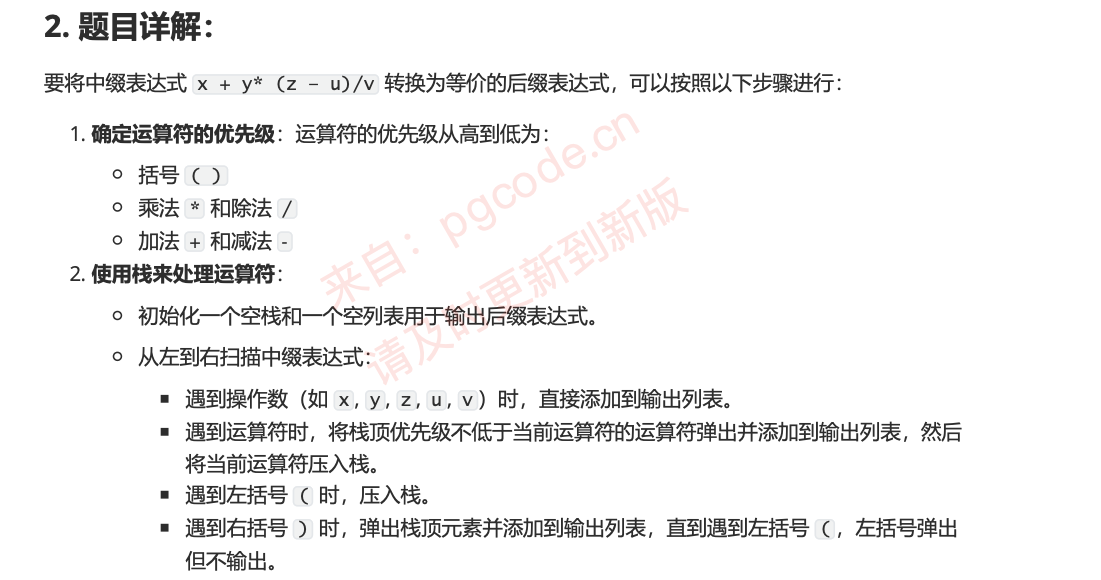 2. 题目详解：
要将中缀表达式 x + y* (z - u)/v 转换为等价的后缀表达式，可以按照以下步骤进行：
1. 确定运算符的优先级：运算符的优先级从高到低为：
括号 ( )
乘法 * 和除法 /
加法 + 和减法 -
2. 使用栈来处理运算符：
初始化一个空栈和一个空列表用于输出后缀表达式。
从左到右扫描中缀表达式：
遇到操作数（如 x, y, z, u, v）时，直接添加到输出列表。
遇到运算符时，将栈顶优先级不低于当前运算符的运算符弹出并添加到输出列表，然后
将当前运算符压入栈。
遇到左括号 ( 时，压入栈。
遇到右括号 ) 时，弹出栈顶元素并添加到输出列表，直到遇到左括号 (，左括号弹出
但不输出。
来自：pgcode.cn
请及时更新到新版